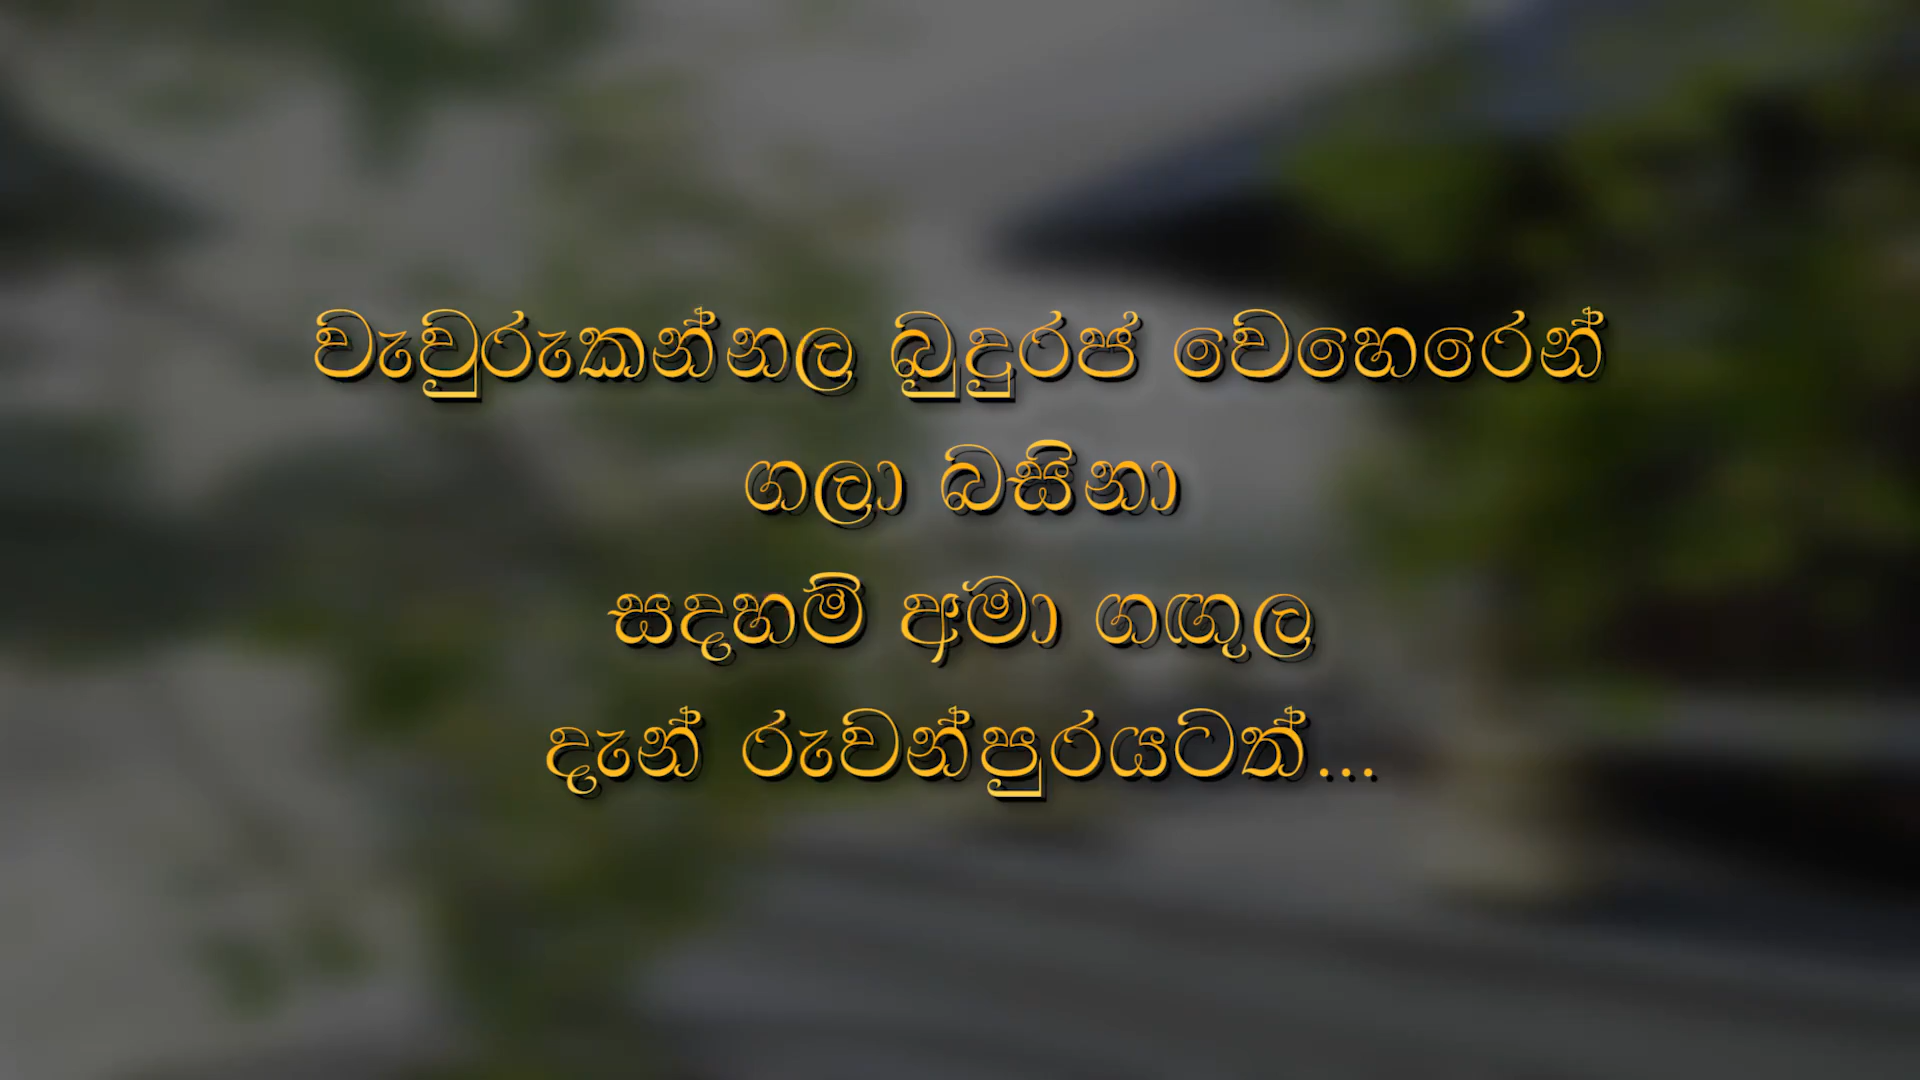 වැවුරුකන්නල බුදුරජ වෙහෙරෙන්
ගලා බසිනා
සදහම් අමා ගඟුල
දැන් රුවන්පුරයටත්...